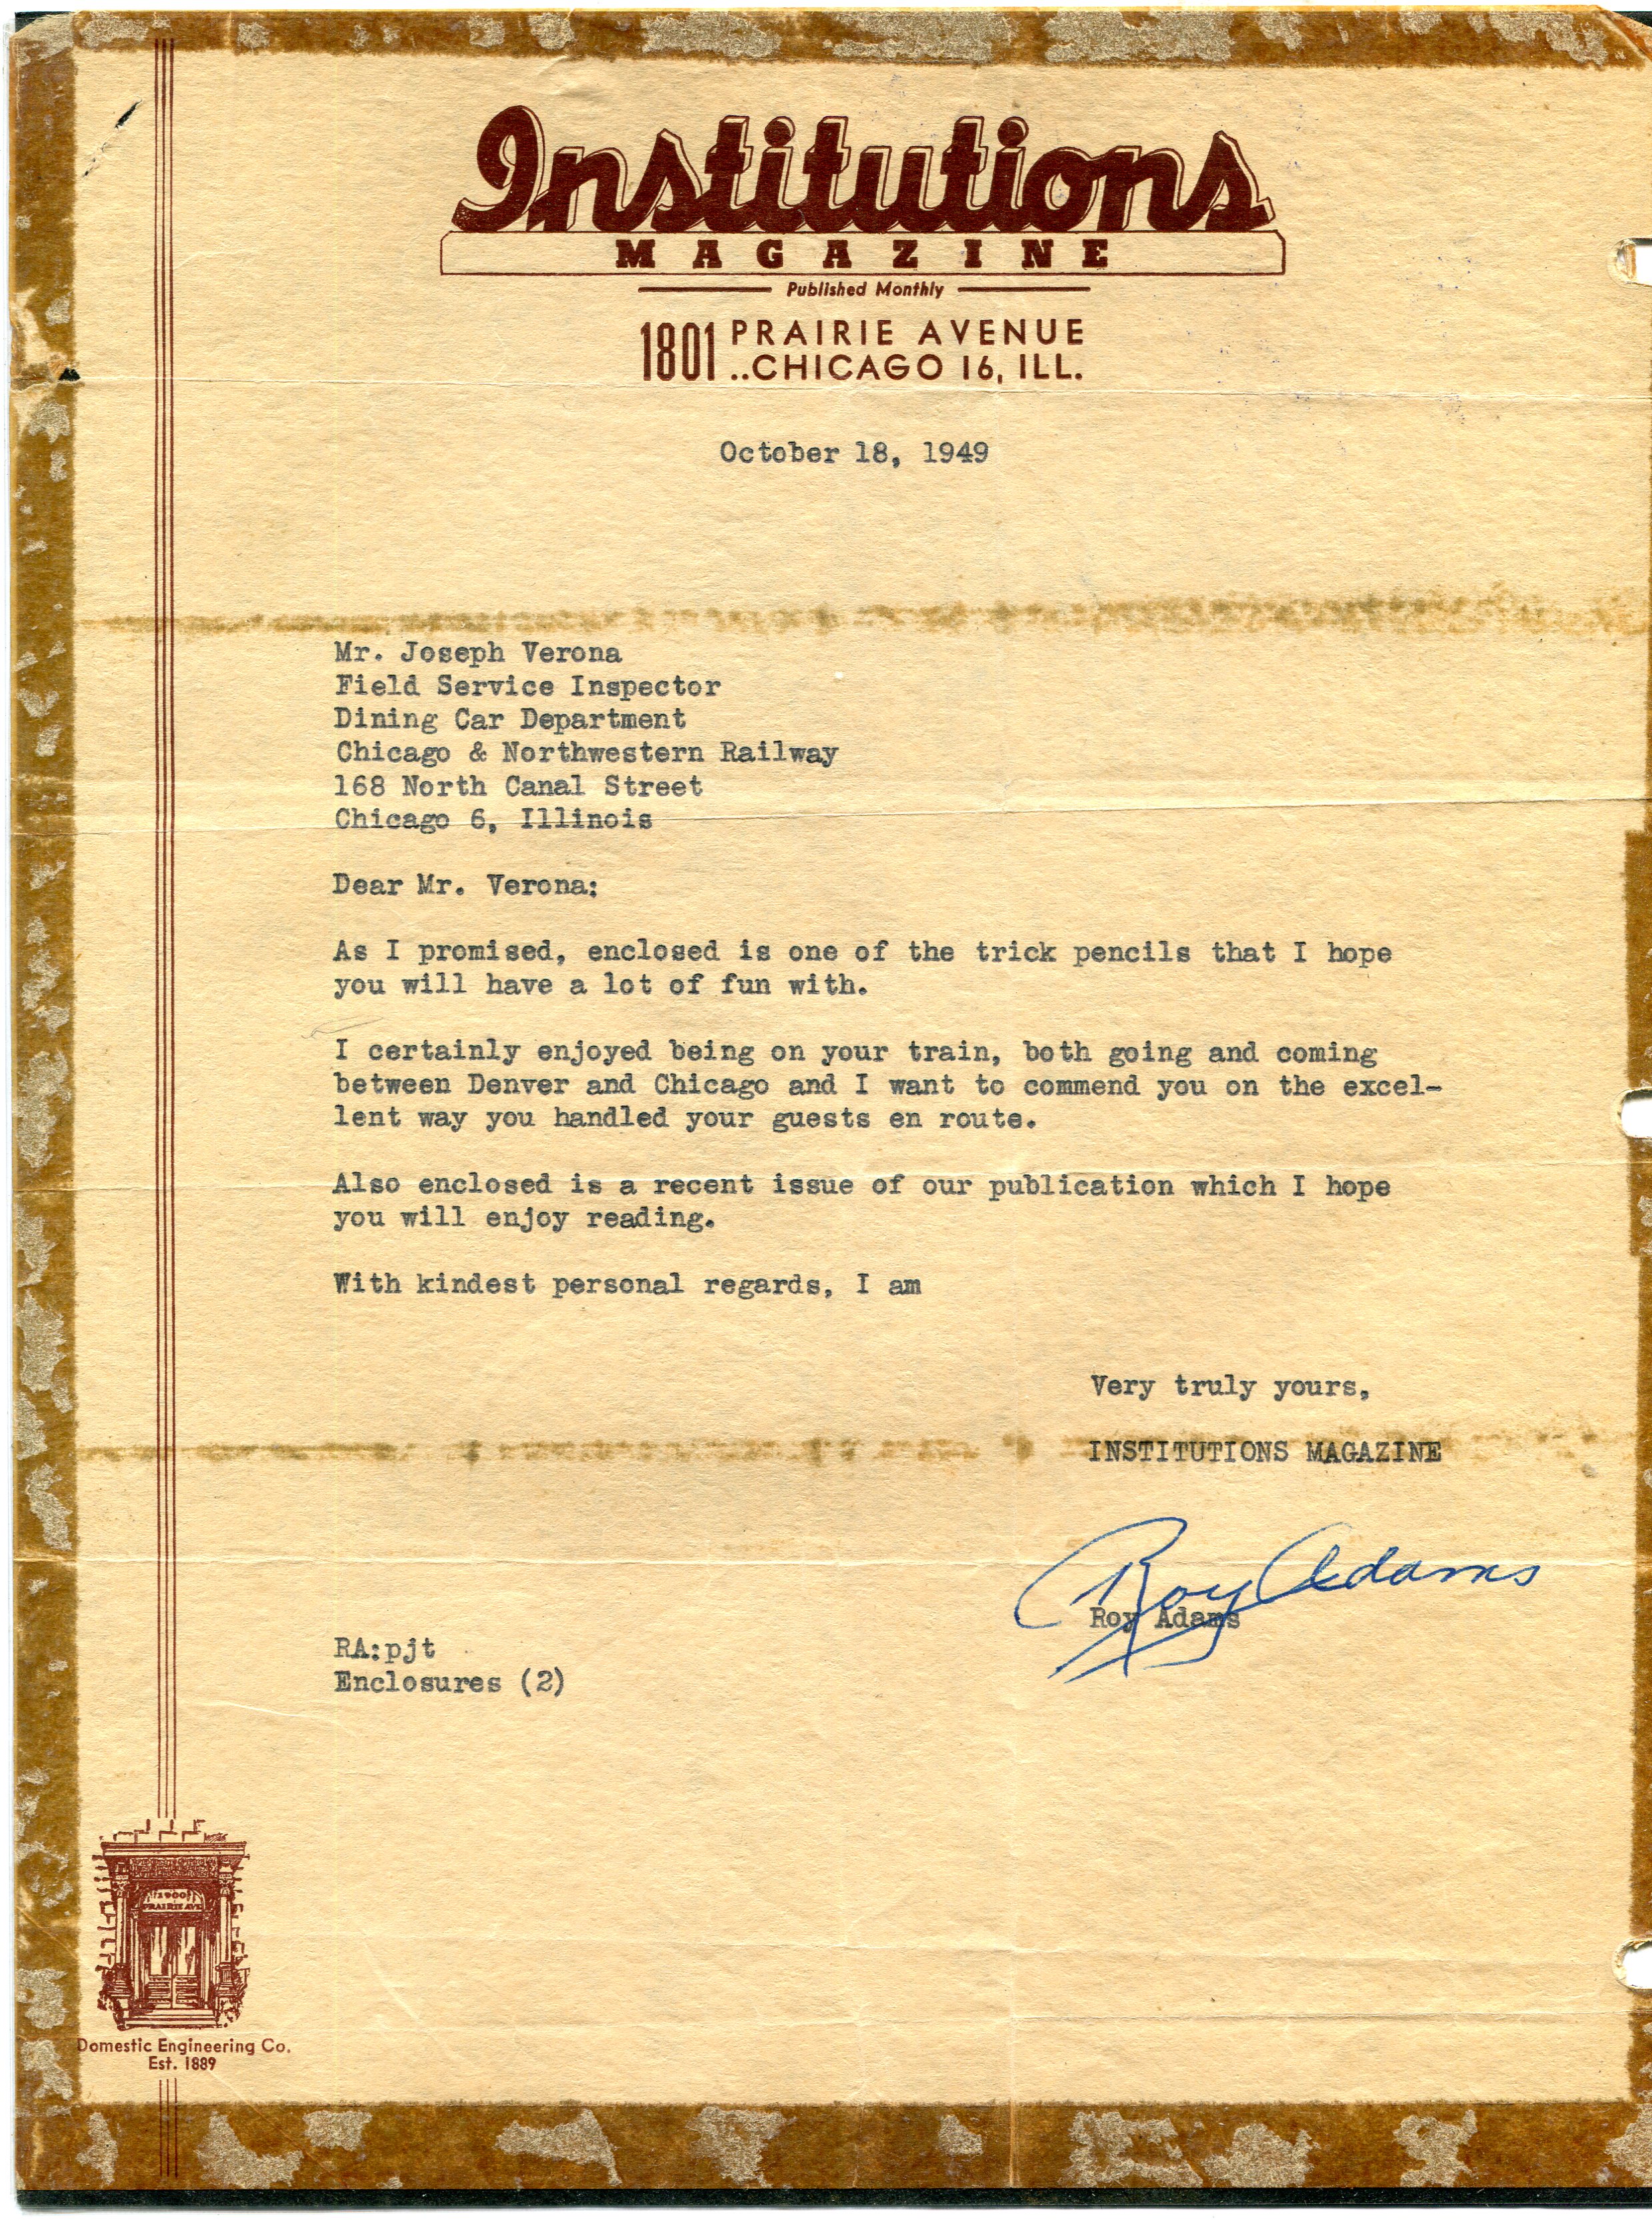 Institutions
MAGAZINE
Published Monthly
1801 PRAIRIE AVENUE
..CHICAGO 16, ILL.
October 18, 1949
Mr. Joseph Verona
Field Service Inspector
Dining Car Department
Chicago & Northwestern Railway
168 North Canal Street
Chicago 6, Illinois
Dear Mr. Verona:
As I promised, enclosed is one of the trick pencils that I hope
you will have a lot of fun with.
I certainly enjoyed being on your train, both going and coming
between Denver and Chicago and I want to commend you on the excel-
lent way you handled your guests en route.
Also enclosed is a recent issue of our publication which I hope
you will enjoy reading.
With kindest personal regards, I am
Very truly yours,
INSTITUTIONS MAGAZINE
Roy Adams
Roy Adams
RA:pjt
Enclosures (2)
1900
PRAIRIE AVE
Domestic Engineering Co.
Est. 1889